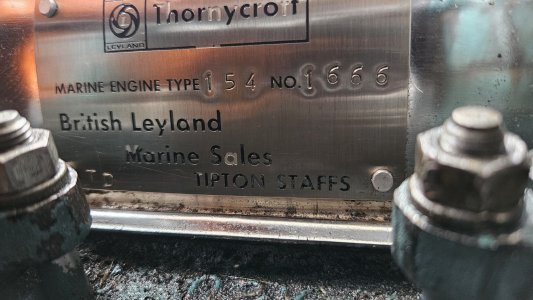 Thornycroft
LEYLAND
MARINE ENGINE TYPE 154 NO. 1666
British Leyland
Marine Sales
TIPTON STAFFS